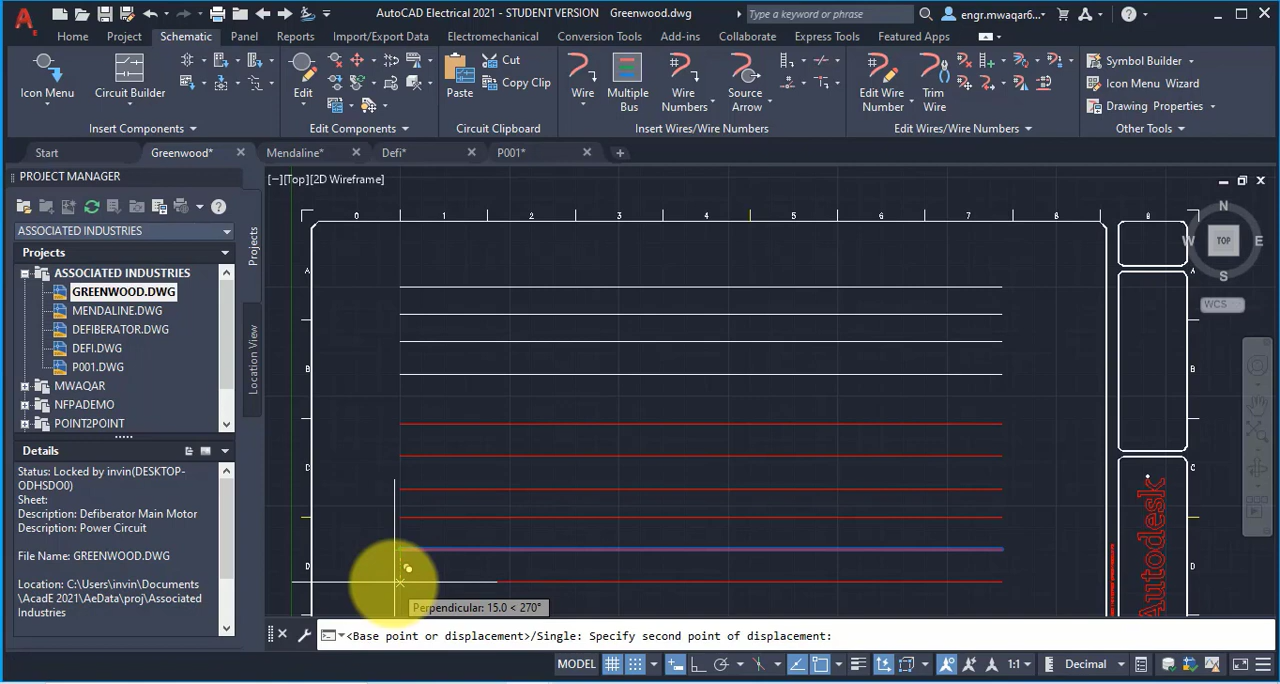 AutoCAD Electrical 2021 - STUDENT VERSION Greenwood.dwg Type a keyword or phrase engr.mwaqar6...
Home Project Schematic Panel Reports Import/Export Data Electromechanical Conversion Tools Add-ins Collaborate Express Tools Featured Apps
Icon Menu Circuit Builder Edit Paste Cut Copy Clip Wire Multiple Bus Wire Numbers Source Arrow Edit Wire Number Trim Wire Symbol Builder Icon Menu Wizard Drawing Properties
Insert Components Edit Components Circuit Clipboard Insert Wires/Wire Numbers Edit Wires/Wire Numbers Other Tools
Start Greenwood* Mendaline* Defi* P001*
PROJECT MANAGER
[−][Top][2D Wireframe]
ASSOCIATED INDUSTRIES
Projects
ASSOCIATED INDUSTRIES
GREENWOOD.DWG
MENDALINE.DWG
DEFIBERATOR.DWG
DEFI.DWG
P001.DWG
MWAQAR
NFPADEMO
POINT2POINT
Details
Status: Locked by invin(DESKTOP-
ODHSDO0)
Sheet:
Description: Defiberator Main Motor
Description: Power Circuit
File Name: GREENWOOD.DWG
Location: C:\Users\invin\Documents
\AcadE 2021\AeData\proj\Associated
Industries
Projects
Location View
0 1 2 3 4 5 6 7 8 9
A
B
D
D
A
B
C
D
N
W TOP E
S
WCS
Autodesk
Perpendicular: 15.0 < 270°
<Base point or displacement>/Single: Specify second point of displacement:
MODEL 1:1 Decimal